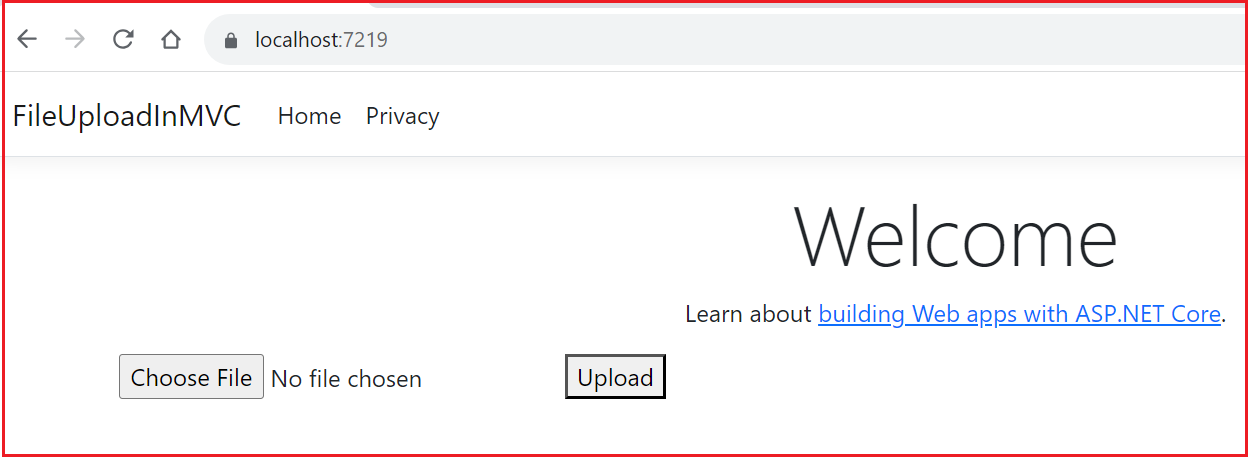 localhost:7219
FileUploadInMVC Home Privacy
Welcome
Learn about building Web apps with ASP.NET Core.
Choose File No file chosen Upload